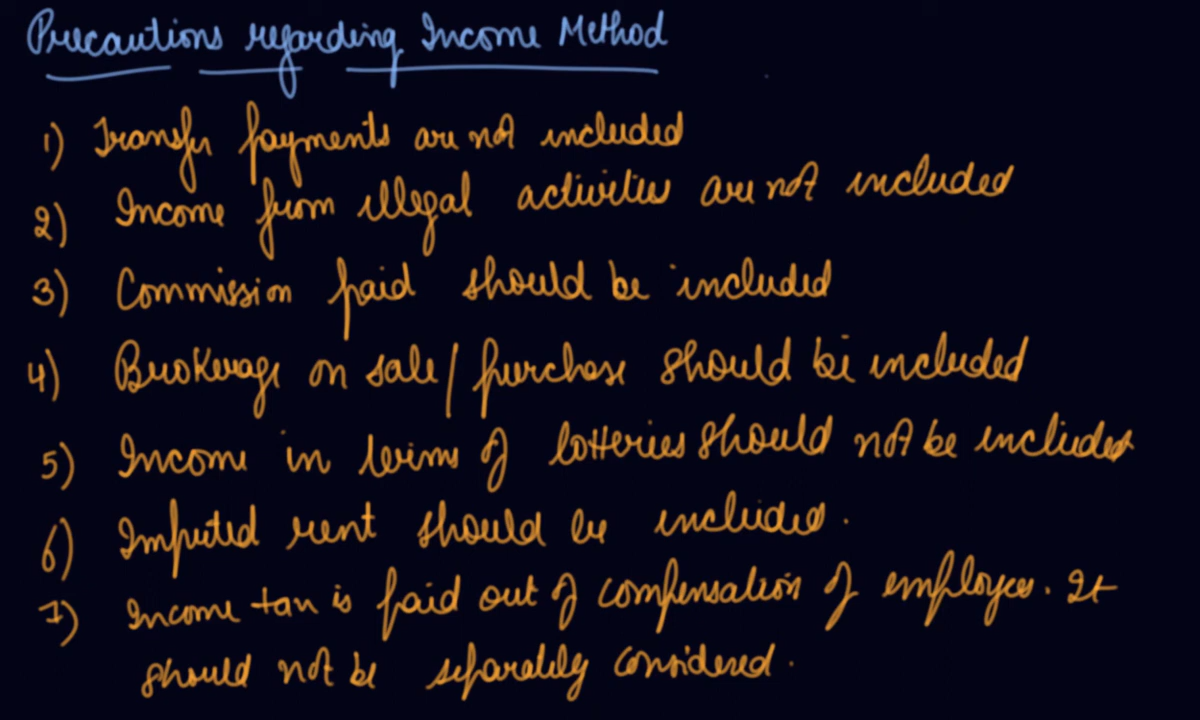 Precautions regarding Income Method
1) Transfer payments are not included
2) Income from illegal activities are not included
3) Commission paid should be included
4) Brokerage on sale/purchase should be included
5) Income in terms of lotteries should not be included
6) Imputed rent should be included.
7) Income tax is paid out of compensation of employees. It
should not be separately considered.